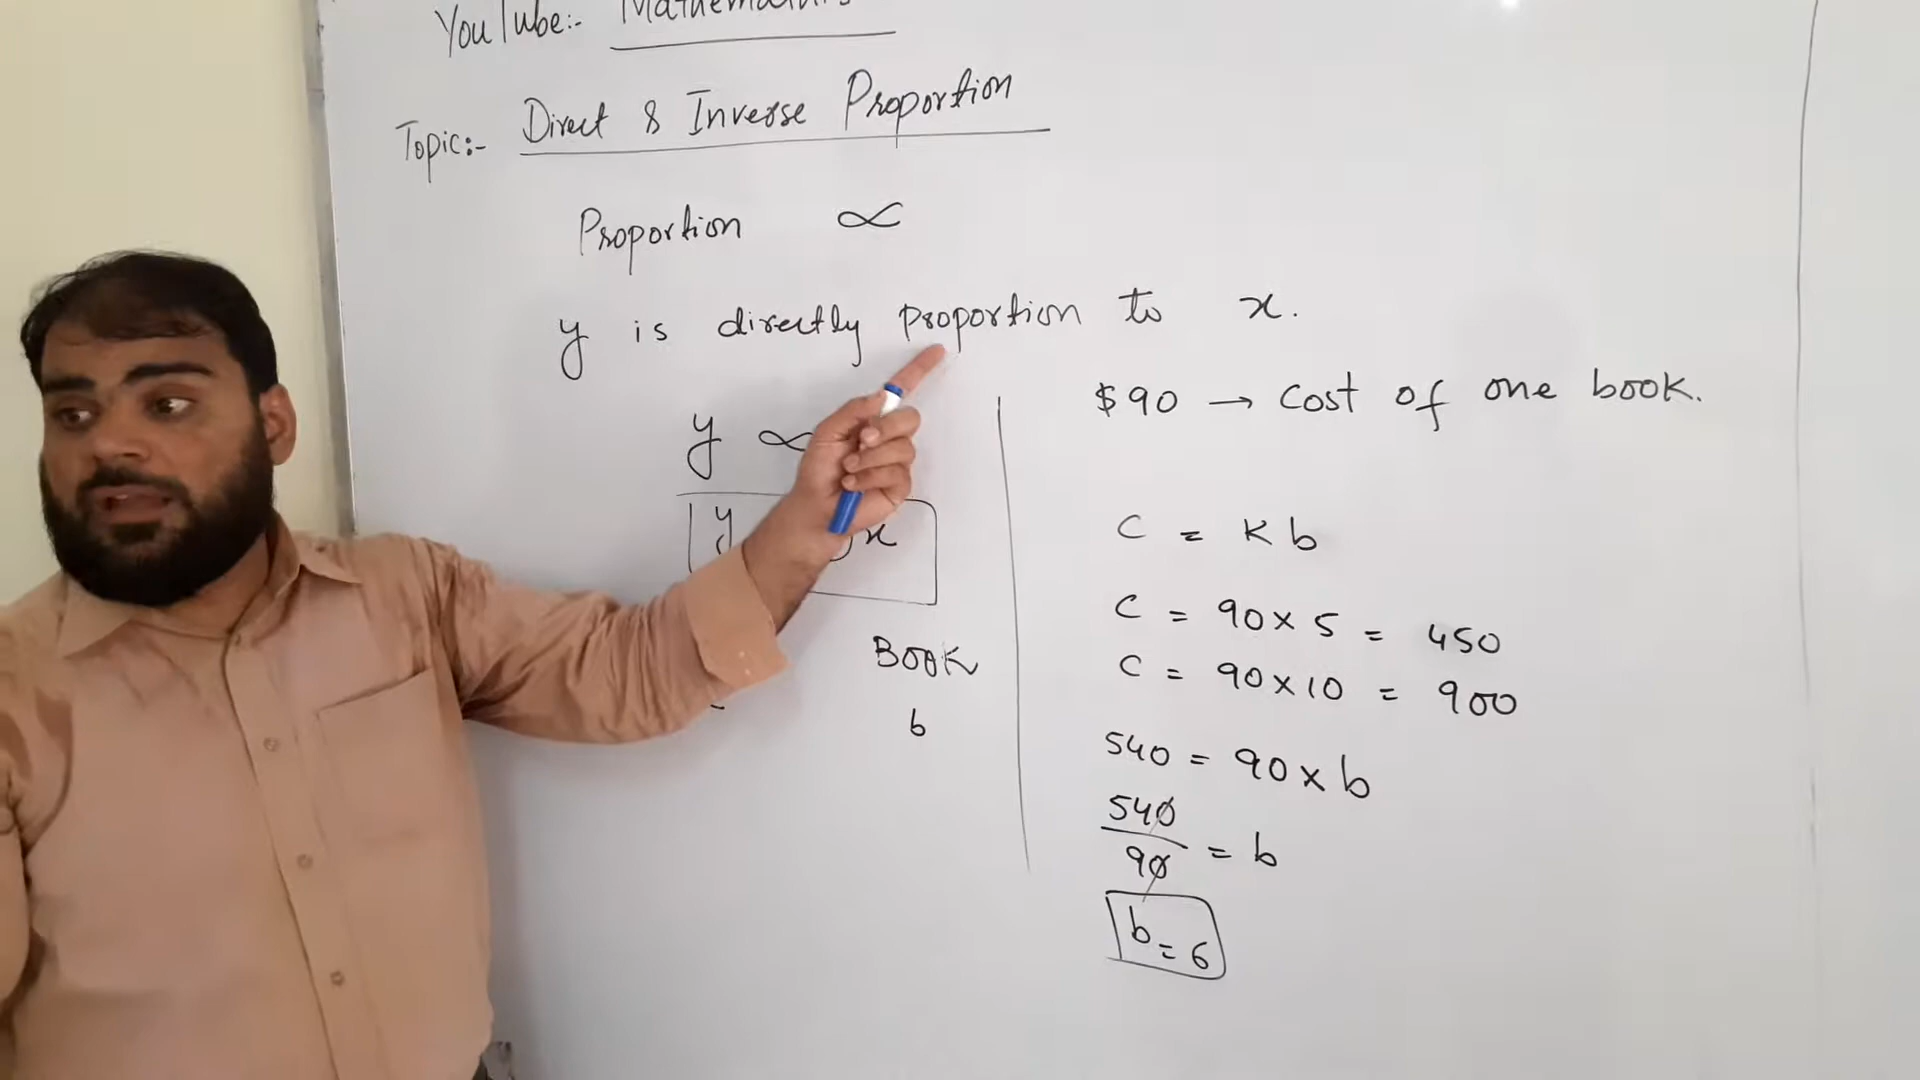 YouTube:-
Topic:- Direct & Inverse Proportion
Proportion ∝
y is directly proportion to x.
y ∝
y x
Book
b
$90 → Cost of one book.
C = K b
C = 90 × 5 = 450
C = 90 × 10 = 900
540 = 90 × b
540/90 = b
b = 6